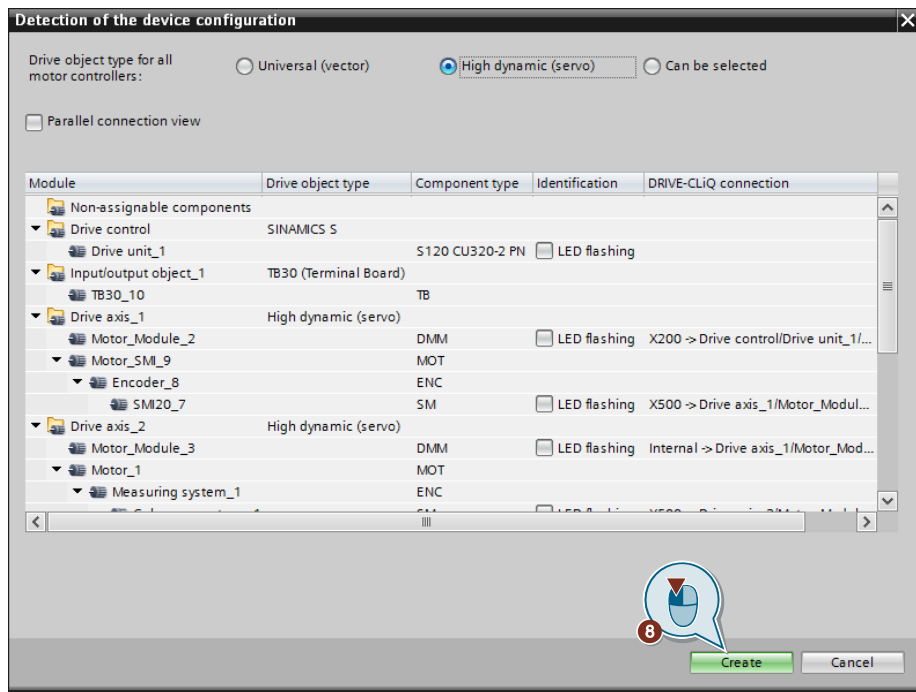 Detection of the device configuration
Drive object type for all
motor controllers:
Universal (vector)
High dynamic (servo)
Can be selected
Parallel connection view
Module Drive object type Component type Identification DRIVE-CLiQ connection
Non-assignable components
Drive control SINAMICS S
Drive unit_1 S120 CU320-2 PN LED flashing
Input/output object_1 TB30 (Terminal Board)
TB30_10 TB
Drive axis_1 High dynamic (servo)
Motor_Module_2 DMM LED flashing X200 -> Drive control/Drive unit_1/...
Motor_SMI_9 MOT
Encoder_8 ENC
SMI20_7 SM LED flashing X500 -> Drive axis_1/Motor_Modul...
Drive axis_2 High dynamic (servo)
Motor_Module_3 DMM LED flashing Internal -> Drive axis_1/Motor_Mod...
Motor_1 MOT
Measuring system_1 ENC
8
Create Cancel